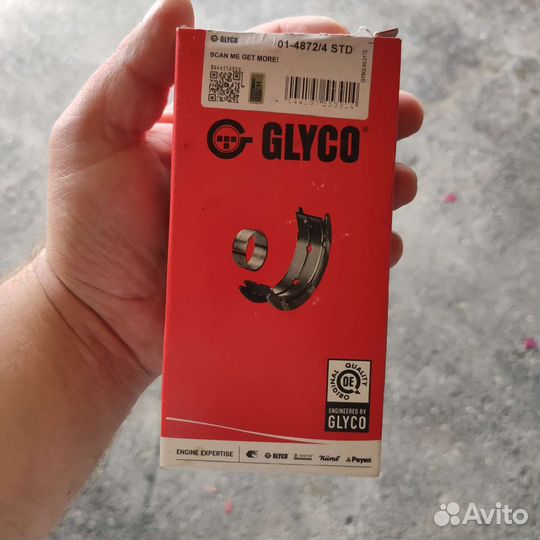 GLYCO
01-4872/4 STD
SCAN ME GET MORE!
GLYCO
ORIGINAL QUALITY
OE
ENGINEERED BY
GLYCO
ENGINE EXPERTISE
GLYCO
Nüral
Payen
Avito